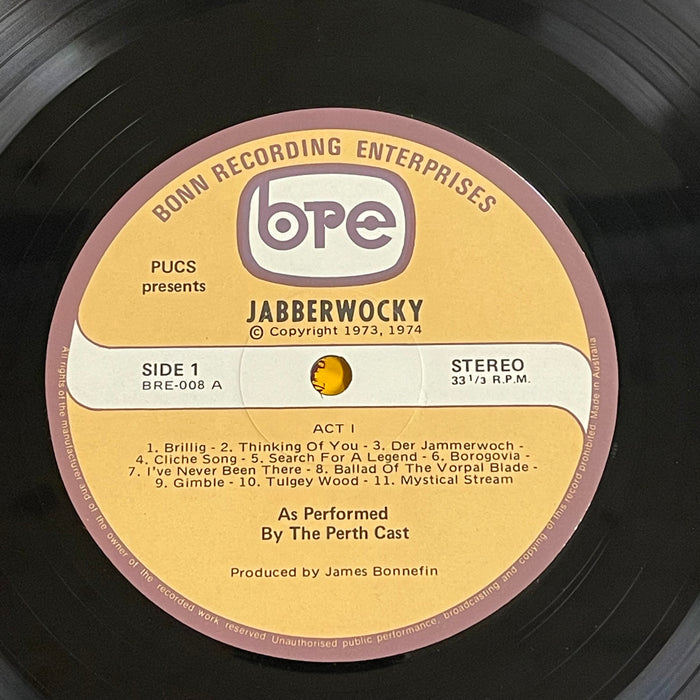 BONN RECORDING ENTERPRISES
bre
PUCS
presents
JABBERWOCKY
© Copyright 1973, 1974
SIDE 1
BRE-008 A
STEREO
33 1/3 R.P.M.
ACT I
1. Brillig - 2. Thinking Of You - 3. Der Jammerwoch -
4. Cliche Song - 5. Search For A Legend - 6. Borogovia -
7. I've Never Been There - 8. Ballad Of The Vorpal Blade -
9. Gimble - 10. Tulgey Wood - 11. Mystical Stream
As Performed
By The Perth Cast
Produced by James Bonnefin
All rights of the manufacturer and of the owner of the recorded work reserved Unauthorised public performance, broadcasting and copying of this record prohibited. Made in Australia